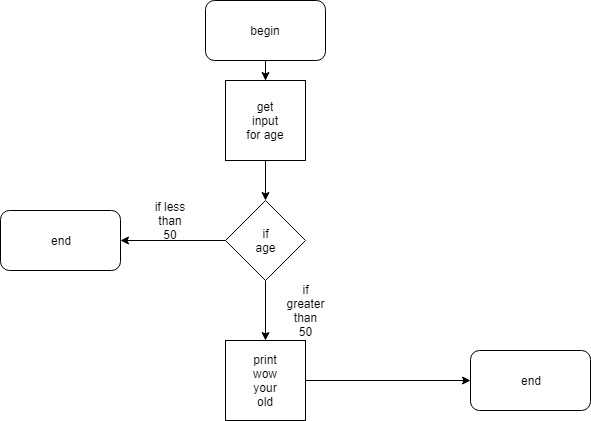 begin
get
input
for age
if less
than
50
if
age
end
if
greater
than
50
print
wow
your
old
end